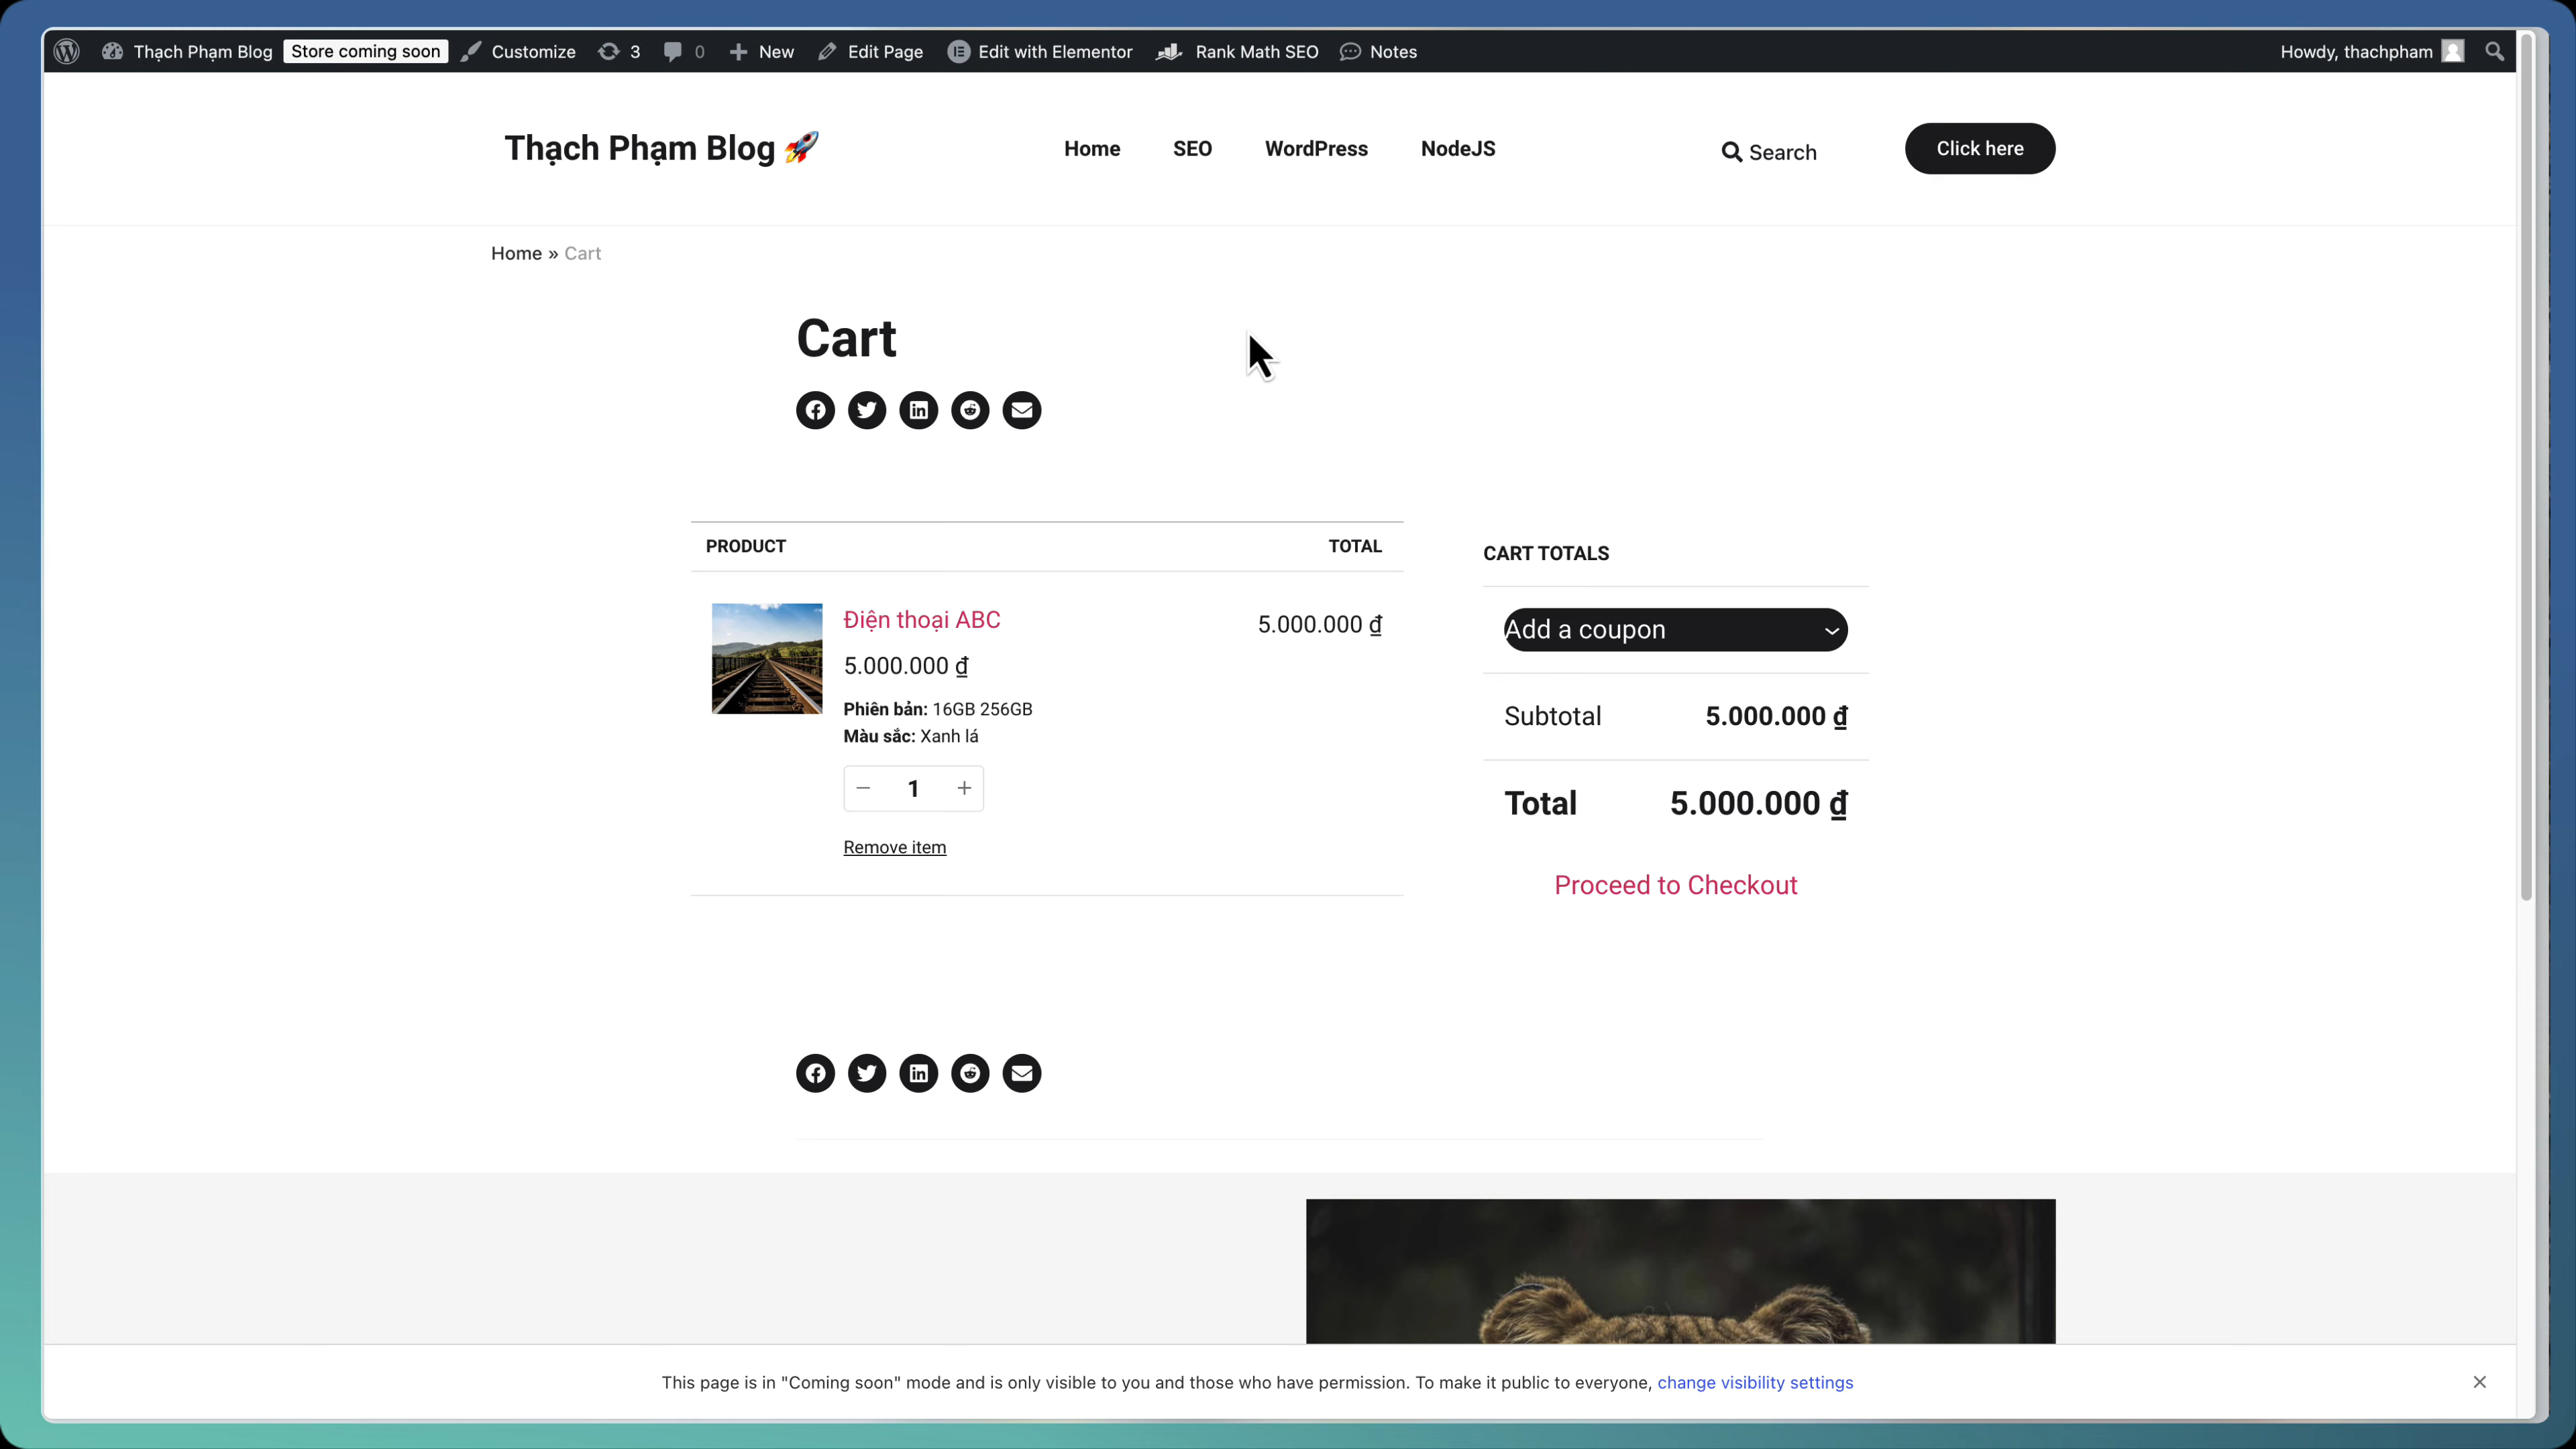 Thạch Phạm Blog Store coming soon Customize 3 0 New Edit Page Edit with Elementor Rank Math SEO Notes Howdy, thachpham
Thạch Phạm Blog 🚀 Home SEO WordPress NodeJS Search Click here
Home » Cart
Cart
PRODUCT TOTAL
Điện thoại ABC 5.000.000 ₫
5.000.000 ₫
Phiên bản: 16GB 256GB
Màu sắc: Xanh lá
− 1 +
Remove item
CART TOTALS
Add a coupon
Subtotal 5.000.000 ₫
Total 5.000.000 ₫
Proceed to Checkout
This page is in "Coming soon" mode and is only visible to you and those who have permission. To make it public to everyone, change visibility settings